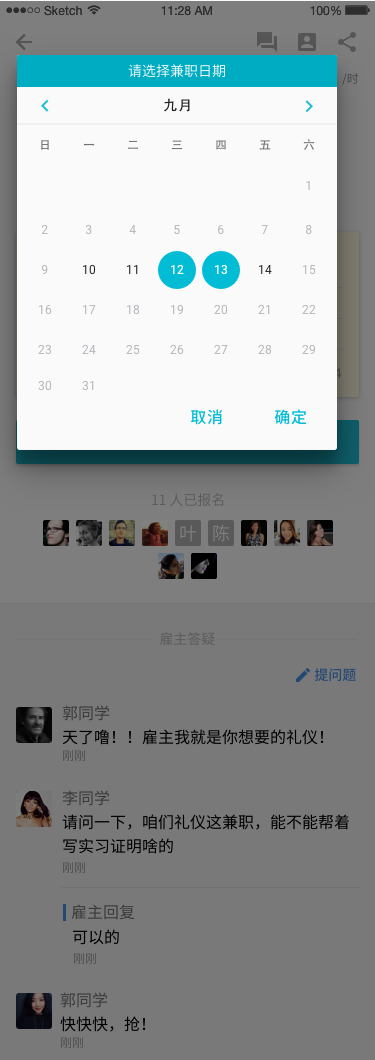 Sketch 11:28 AM 100%
请选择兼职日期
/时
九月
日 一 二 三 四 五 六
1
2 3 4 5 6 7 8
9 10 11 12 13 14 15
16 17 18 19 20 21 22
23 24 25 26 27 28 29
4
30 31
取消 确定
11 人已报名
叶 陈
雇主答疑
提问题
郭同学
天了噜！！雇主我就是你想要的礼仪！
刚刚
李同学
请问一下，咱们礼仪这兼职，能不能帮着
写实习证明啥的
刚刚
雇主回复
可以的
刚刚
郭同学
快快快，抢！
刚刚